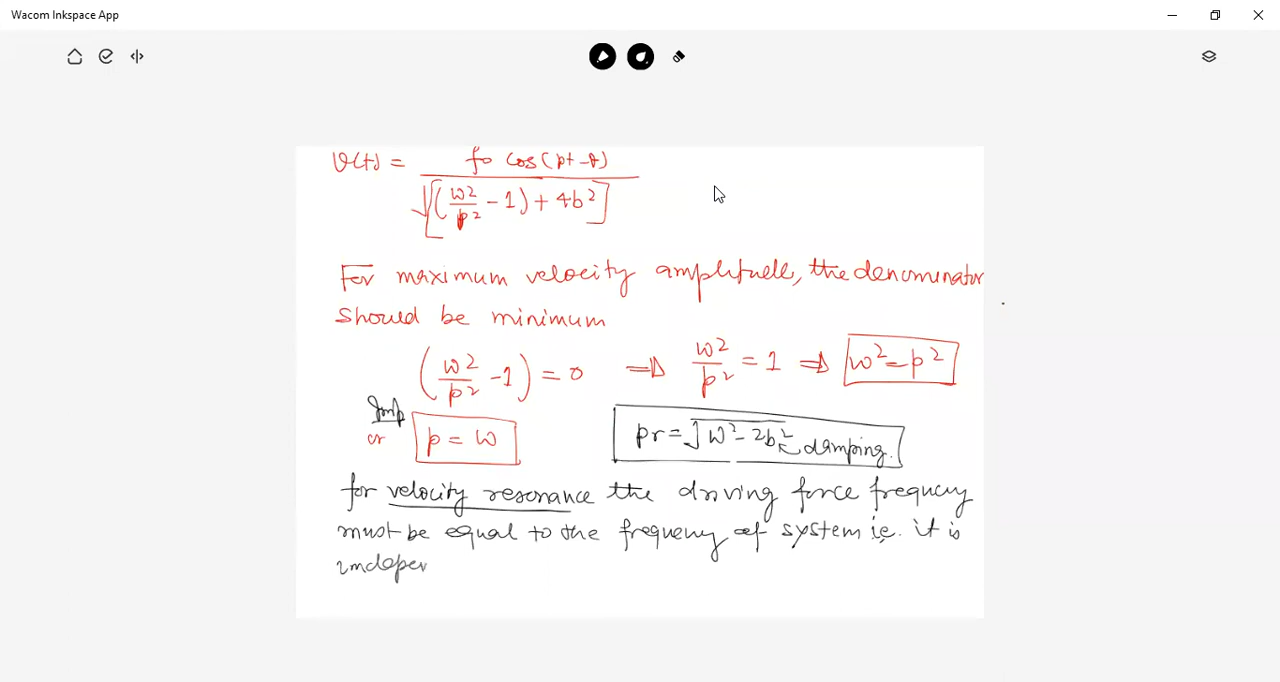 Wacom Inkspace App
v(t) = fo cos(pt - θ) / √[(w²/p² - 1) + 4b²]
For maximum velocity amplitude, the denominator
should be minimum
(w²/p² - 1) = 0 ⇒ w²/p² = 1 ⇒ w² = p²
Imp
or p = w pr = √w² - 2b² damping.
for velocity resonance the driving force frequency
must be equal to the frequency of system i.e. it is
indepen